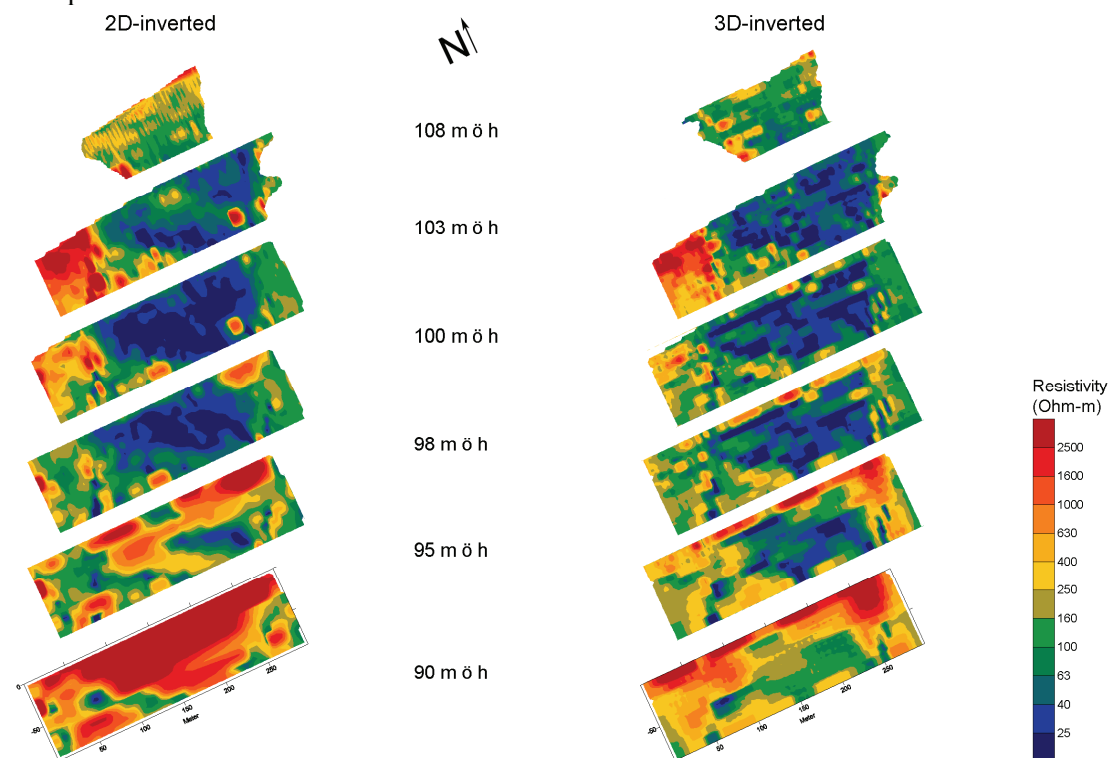 2D-inverted
N
3D-inverted
108 m ö h
103 m ö h
100 m ö h
98 m ö h
95 m ö h
90 m ö h
Resistivity
(Ohm-m)
2500
1600
1000
630
400
250
160
100
63
40
25
0
-50
50
100
150
200
250
Meter
-50
50
100
150
200
250
Meter